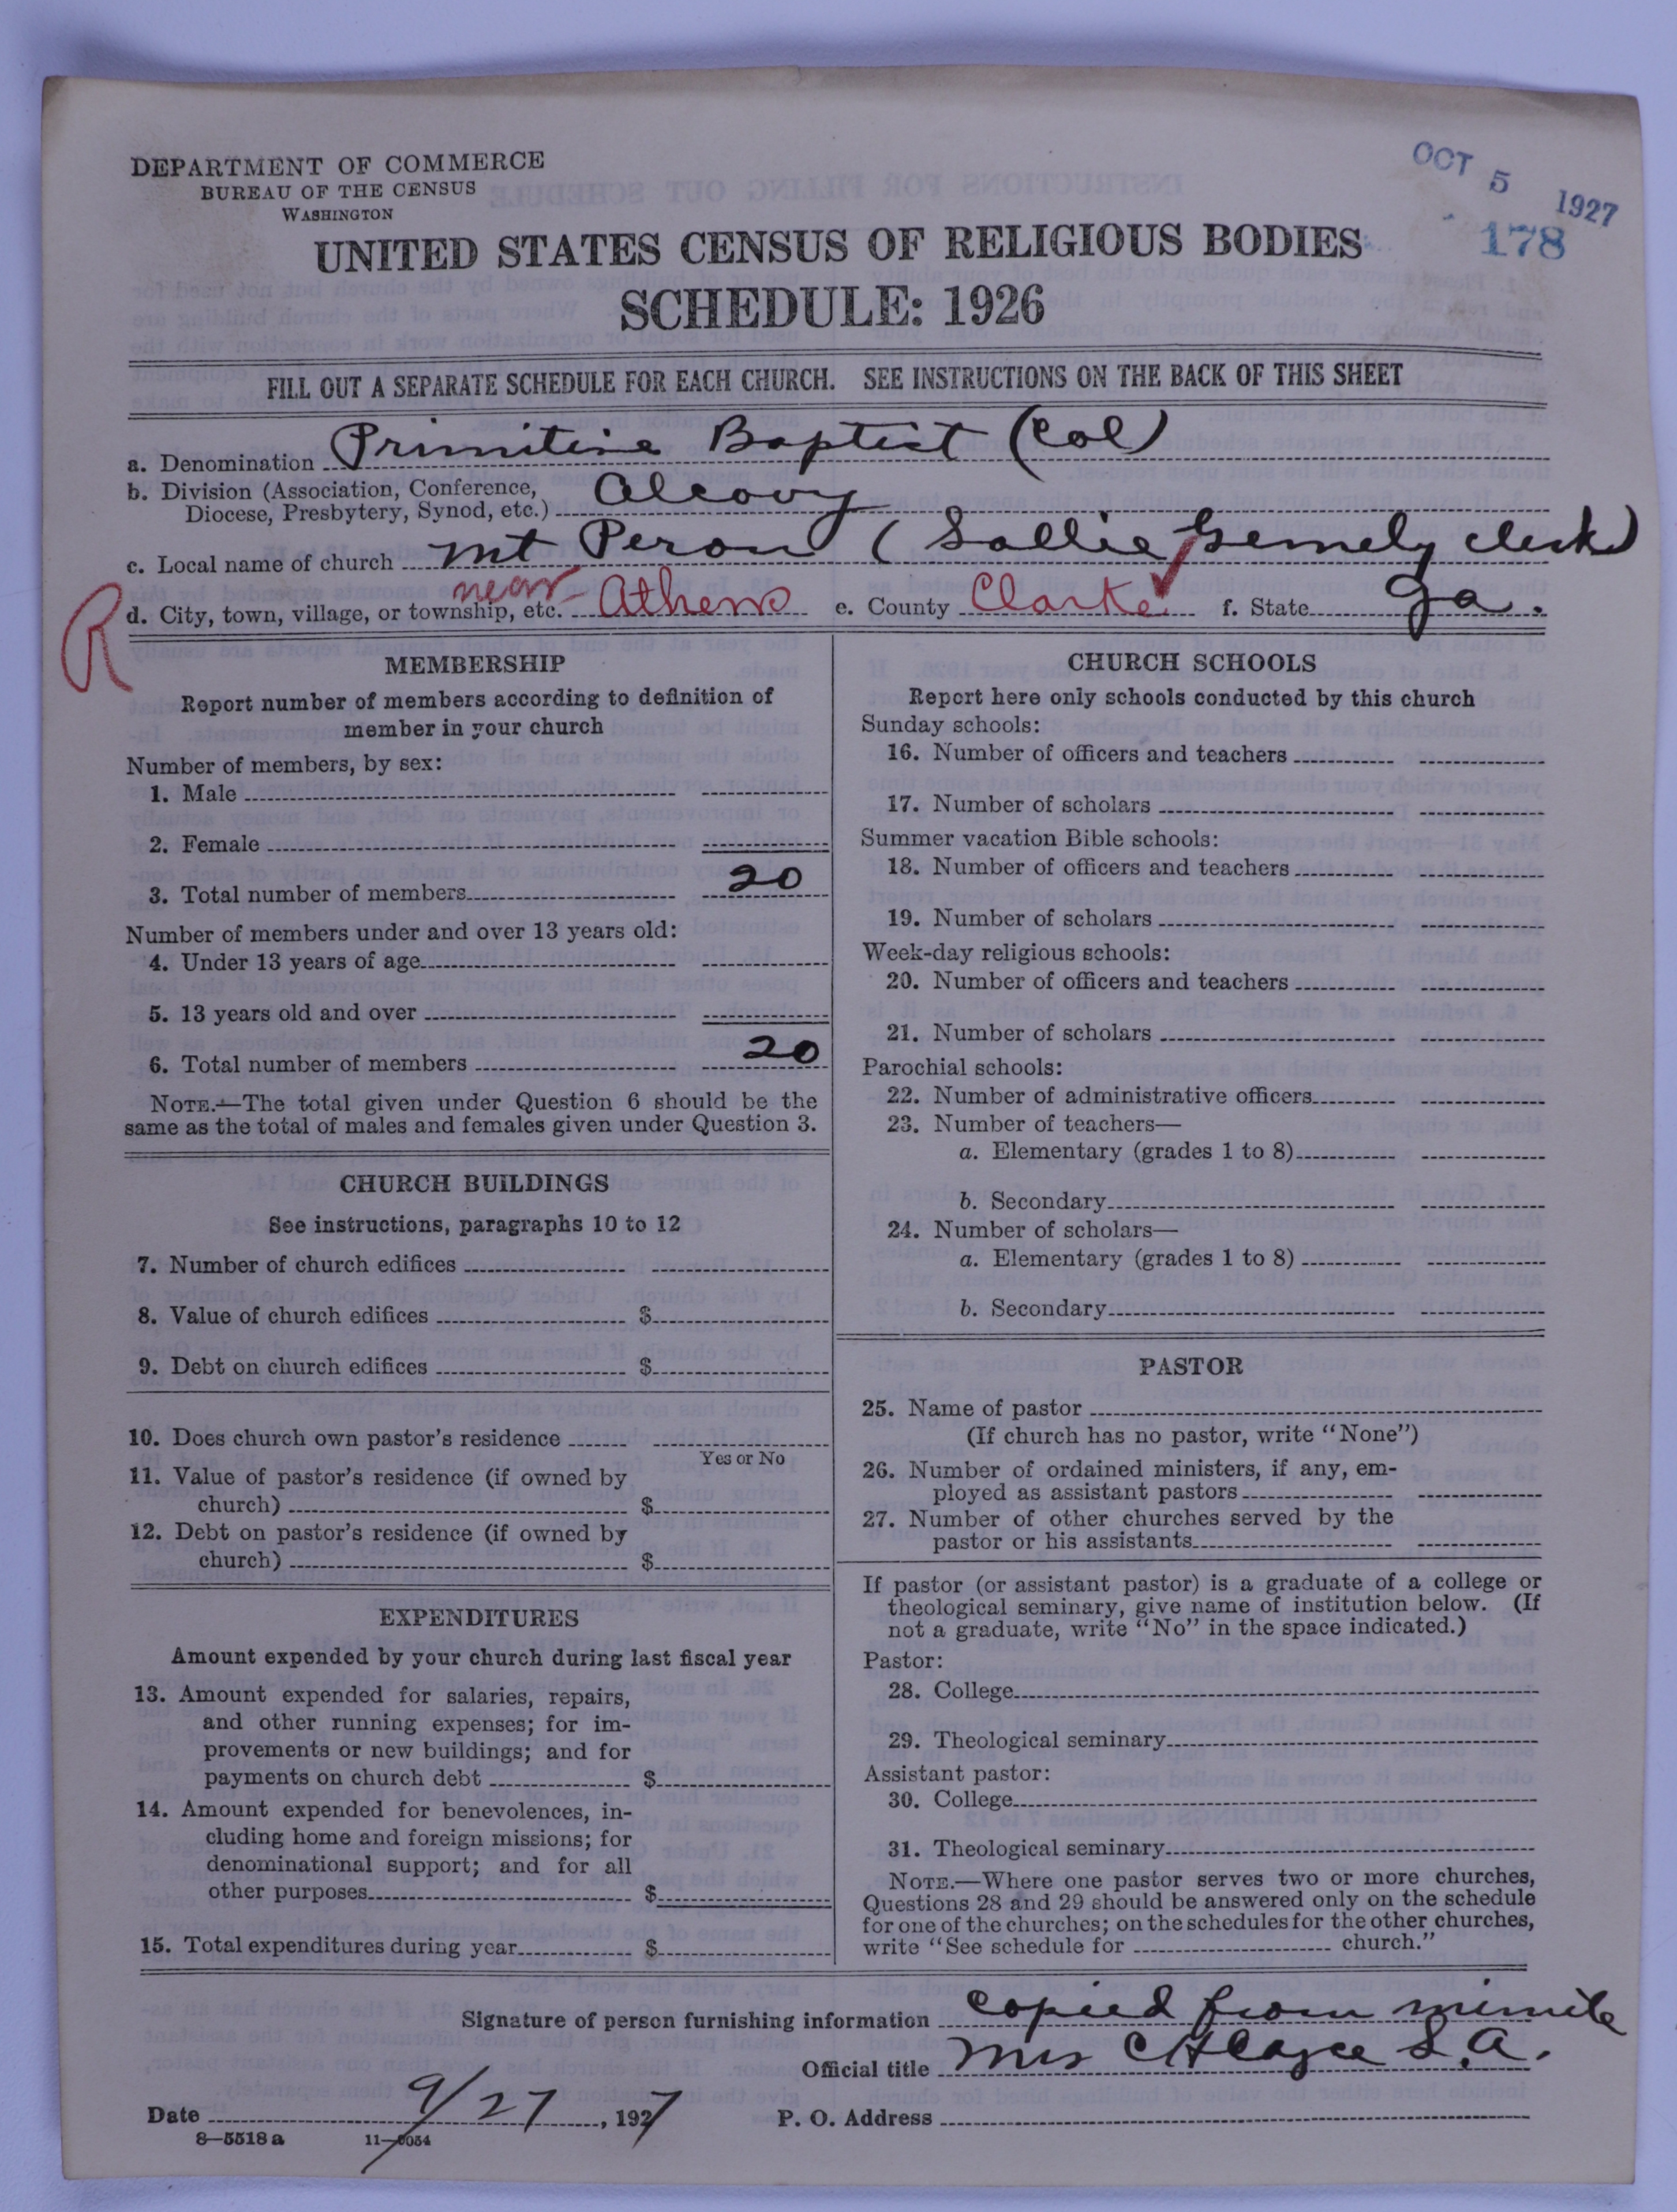 DEPARTMENT OF COMMERCE
BUREAU OF THE CENSUS
WASHINGTON
OCT 5 1927
178
UNITED STATES CENSUS OF RELIGIOUS BODIES
SCHEDULE: 1926
FILL OUT A SEPARATE SCHEDULE FOR EACH CHURCH. SEE INSTRUCTIONS ON THE BACK OF THIS SHEET
a. Denomination Primitive Baptist (Col)
b. Division (Association, Conference, Diocese, Presbytery, Synod, etc.) Alcovy
c. Local name of church Mt Peron (Sallie clerk)
R
d. City, town, village, or township, etc. near Athens e. County Clarke f. State Ga.
MEMBERSHIP
Report number of members according to definition of
member in your church
Number of members, by sex:
1. Male
2. Female
3. Total number of members 20
Number of members under and over 13 years old:
4. Under 13 years of age
5. 13 years old and over
6. Total number of members 20
NOTE.—The total given under Question 6 should be the
same as the total of males and females given under Question 3.
CHURCH BUILDINGS
See instructions, paragraphs 10 to 12
7. Number of church edifices
8. Value of church edifices $
9. Debt on church edifices $
10. Does church own pastor's residence
Yes or No
11. Value of pastor's residence (if owned by
church) $
12. Debt on pastor's residence (if owned by
church) $
EXPENDITURES
Amount expended by your church during last fiscal year
13. Amount expended for salaries, repairs,
and other running expenses; for im-
provements or new buildings; and for
payments on church debt $
14. Amount expended for benevolences, in-
cluding home and foreign missions; for
denominational support; and for all
other purposes $
15. Total expenditures during year $
CHURCH SCHOOLS
Report here only schools conducted by this church
Sunday schools:
16. Number of officers and teachers
17. Number of scholars
Summer vacation Bible schools:
18. Number of officers and teachers
19. Number of scholars
Week-day religious schools:
20. Number of officers and teachers
21. Number of scholars
Parochial schools:
22. Number of administrative officers
23. Number of teachers—
a. Elementary (grades 1 to 8)
b. Secondary
24. Number of scholars—
a. Elementary (grades 1 to 8)
b. Secondary
PASTOR
25. Name of pastor
(If church has no pastor, write "None")
26. Number of ordained ministers, if any, em-
ployed as assistant pastors
27. Number of other churches served by the
pastor or his assistants
If pastor (or assistant pastor) is a graduate of a college or
theological seminary, give name of institution below. (If
not a graduate, write "No" in the space indicated.)
Pastor:
28. College
29. Theological seminary
Assistant pastor:
30. College
31. Theological seminary
NOTE.—Where one pastor serves two or more churches,
Questions 28 and 29 should be answered only on the schedule
for one of the churches; on the schedules for the other churches,
write "See schedule for church."
Signature of person furnishing information copied from minute
Official title Mrs S.A.
Date 9/27, 1927 P. O. Address
8—5518 a 11—9054